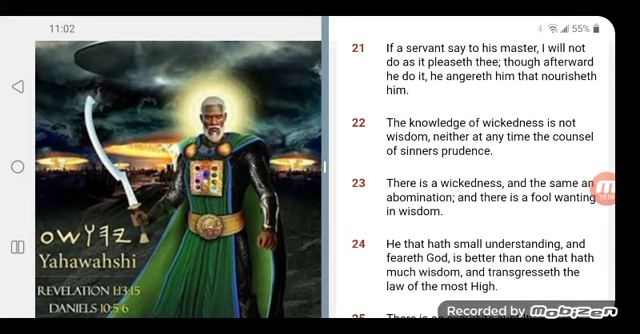 11:02
55%
Yahawahshi
REVELATION 1:13-15
DANIELS 10:5-6
21 If a servant say to his master, I will not
do as it pleaseth thee; though afterward
he do it, he angereth him that nourisheth
him.
22 The knowledge of wickedness is not
wisdom, neither at any time the counsel
of sinners prudence.
23 There is a wickedness, and the same an
abomination; and there is a fool wanting
in wisdom.
24 He that hath small understanding, and
feareth God, is better than one that hath
much wisdom, and transgresseth the
law of the most High.
25 There is an
Recorded by Mobizen